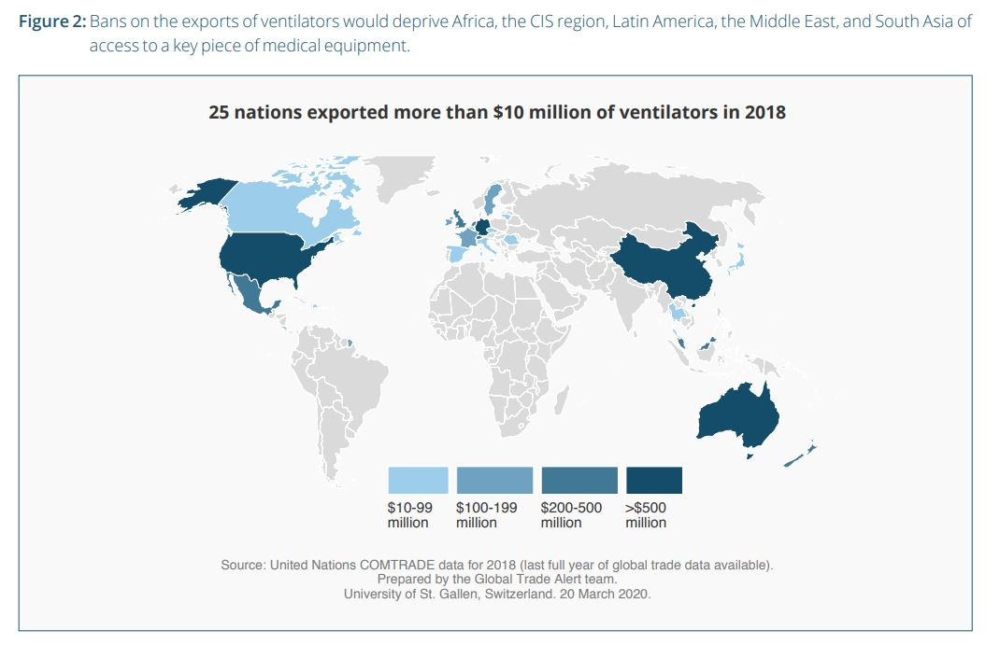 Figure 2: Bans on the exports of ventilators would deprive Africa, the CIS region, Latin America, the Middle East, and South Asia of
access to a key piece of medical equipment.
25 nations exported more than $10 million of ventilators in 2018
$10-99 million
$100-199 million
$200-500 million
>$500 million
Source: United Nations COMTRADE data for 2018 (last full year of global trade data available).
Prepared by the Global Trade Alert team.
University of St. Gallen, Switzerland. 20 March 2020.